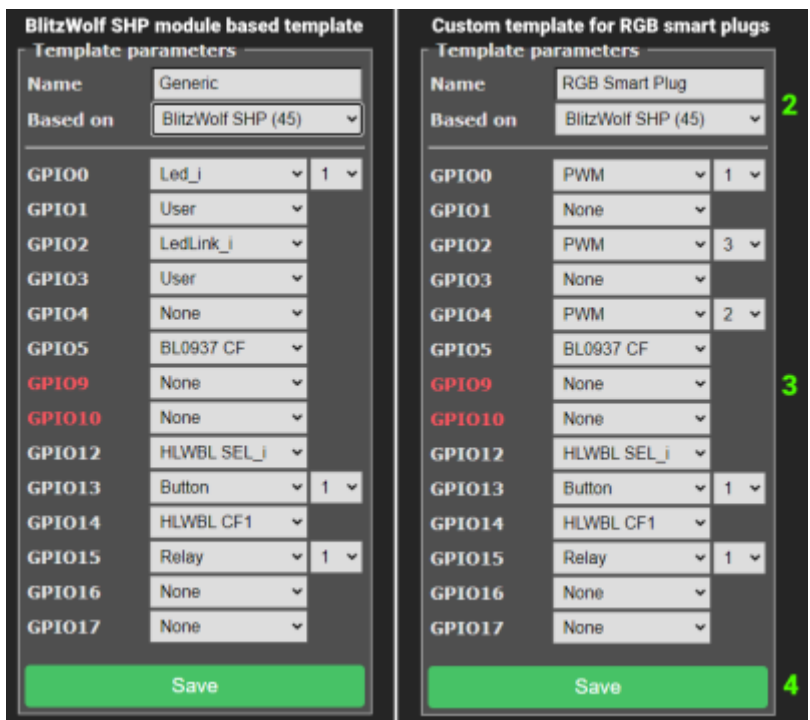 BlitzWolf SHP module based template
Template parameters
Name Generic
Based on BlitzWolf SHP (45)
GPIO0 Led_i 1
GPIO1 User
GPIO2 LedLink_i
GPIO3 User
GPIO4 None
GPIO5 BL0937 CF
GPIO9 None
GPIO10 None
GPIO12 HLWBL SEL_i
GPIO13 Button 1
GPIO14 HLWBL CF1
GPIO15 Relay 1
GPIO16 None
GPIO17 None
Save
Custom template for RGB smart plugs
Template parameters
Name RGB Smart Plug
Based on BlitzWolf SHP (45)
2
GPIO0 PWM 1
GPIO1 None
GPIO2 PWM 3
GPIO3 None
GPIO4 PWM 2
GPIO5 BL0937 CF
GPIO9 None
3
GPIO10 None
GPIO12 HLWBL SEL_i
GPIO13 Button 1
GPIO14 HLWBL CF1
GPIO15 Relay 1
GPIO16 None
GPIO17 None
Save
4